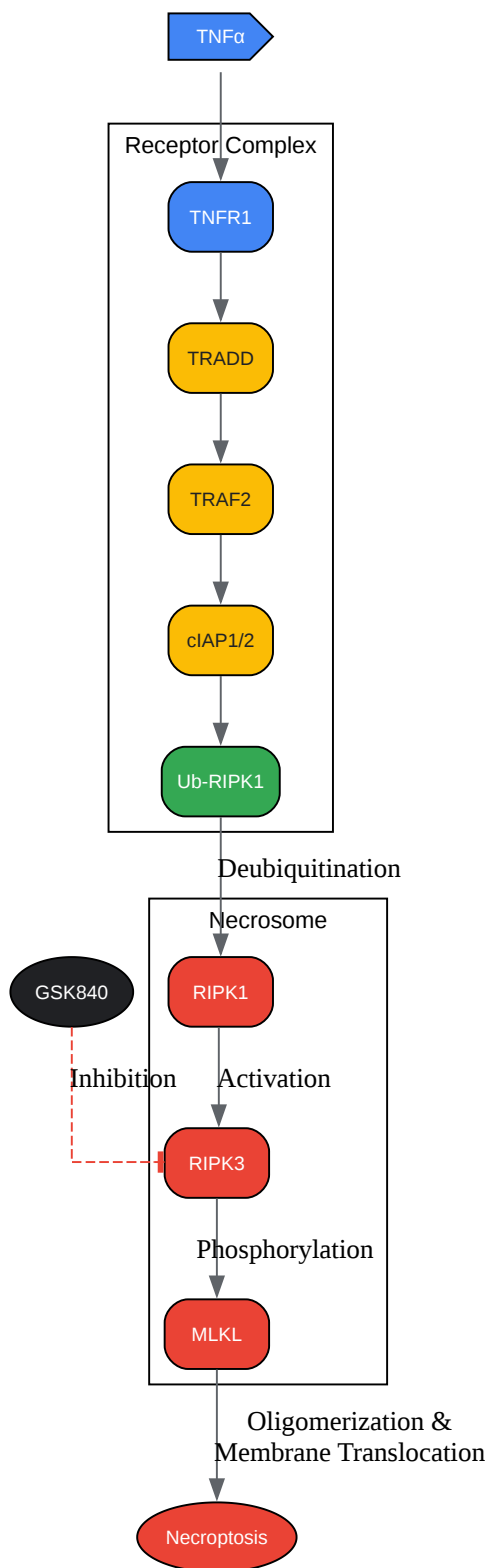 TNFα
Receptor Complex
TNFR1
TRADD
TRAF2
cIAP1/2
Ub-RIPK1
Deubiquitination
Necrosome
GSK840
RIPK1
Inhibition
Activation
RIPK3
Phosphorylation
MLKL
Oligomerization &
Membrane Translocation
Necroptosis